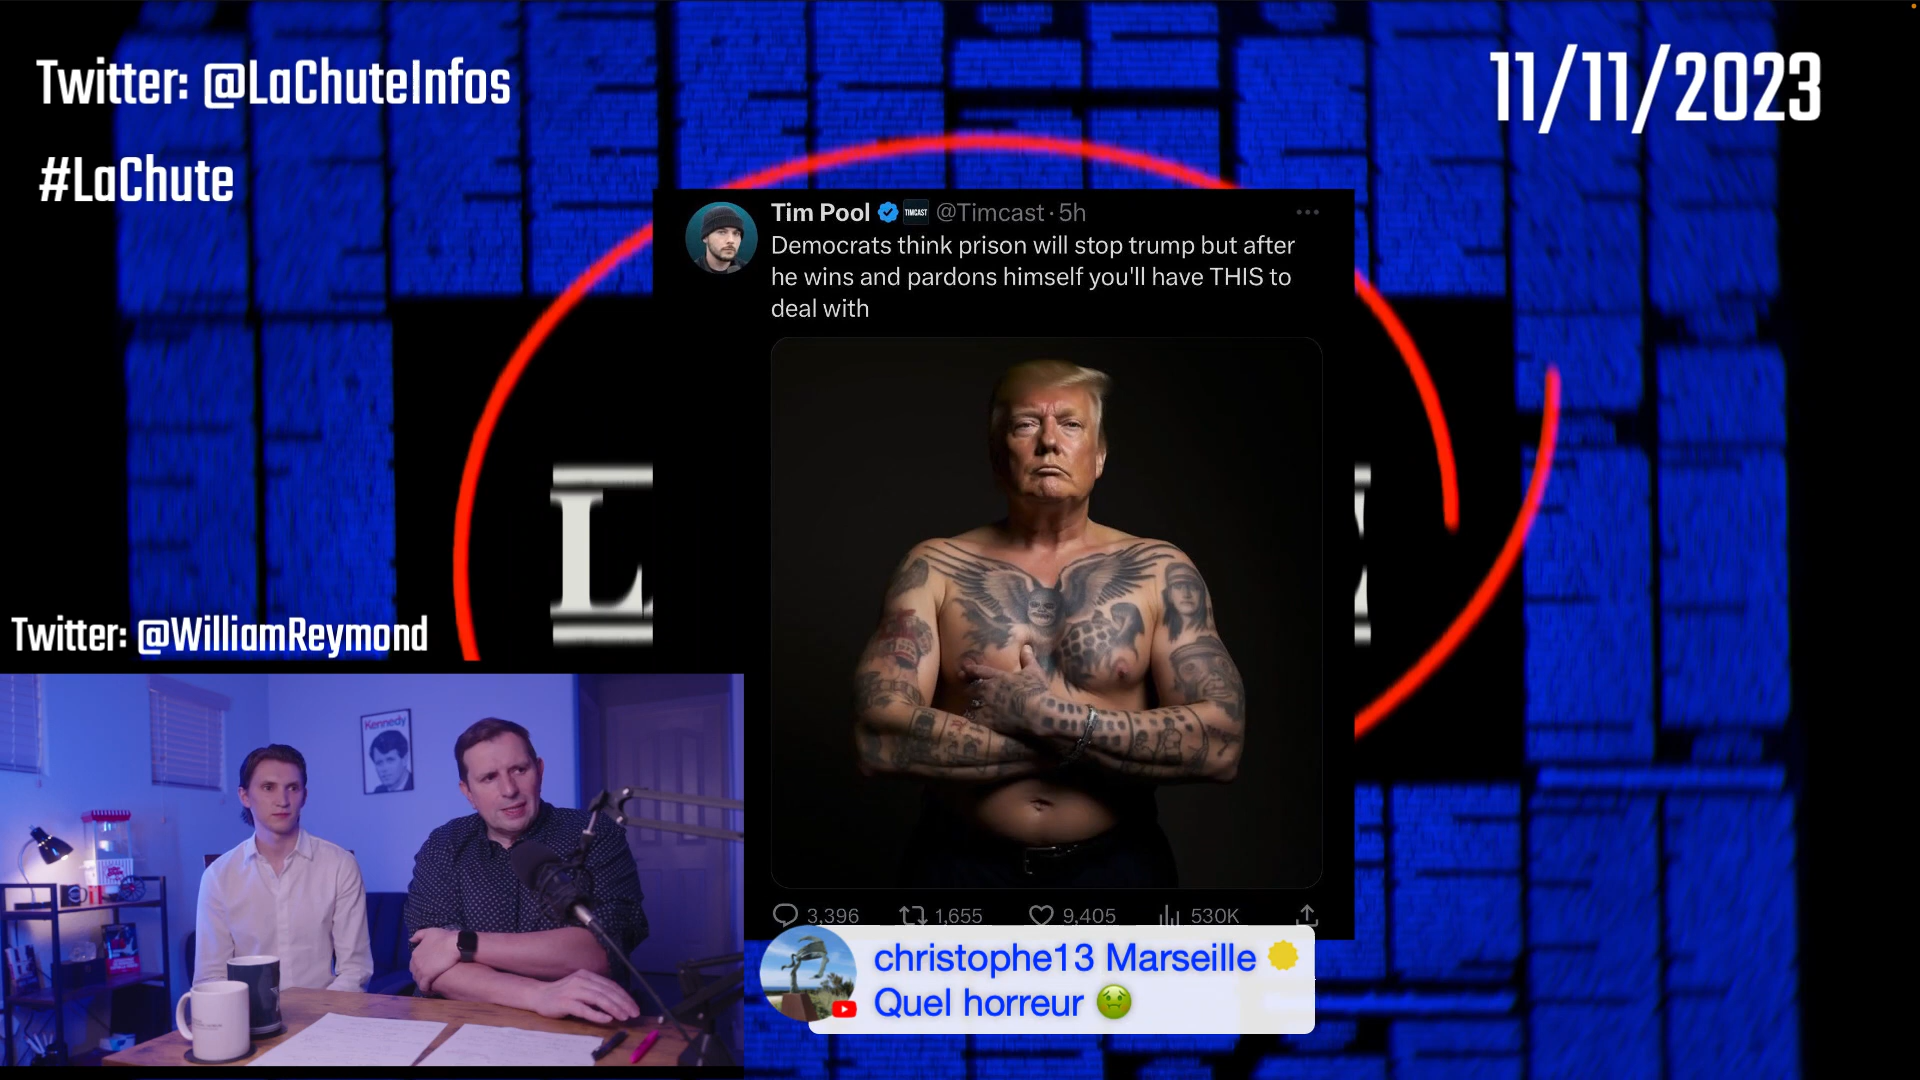 Twitter: @LaChuteInfos
11/11/2023
#LaChute
Tim Pool TIMCAST @Timcast · 5h
Democrats think prison will stop trump but after
he wins and pardons himself you'll have THIS to
deal with
L
Twitter: @WilliamReymond
Kennedy
3,396 1,655 9,405 530K
christophe13 Marseille
Quel horreur 🤢